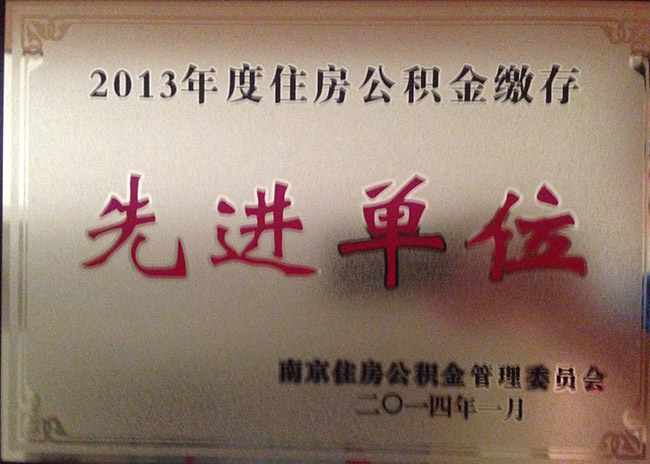 2013年度住房公积金缴存
先进单位
南京住房公积金管理委员会
二〇一四年一月